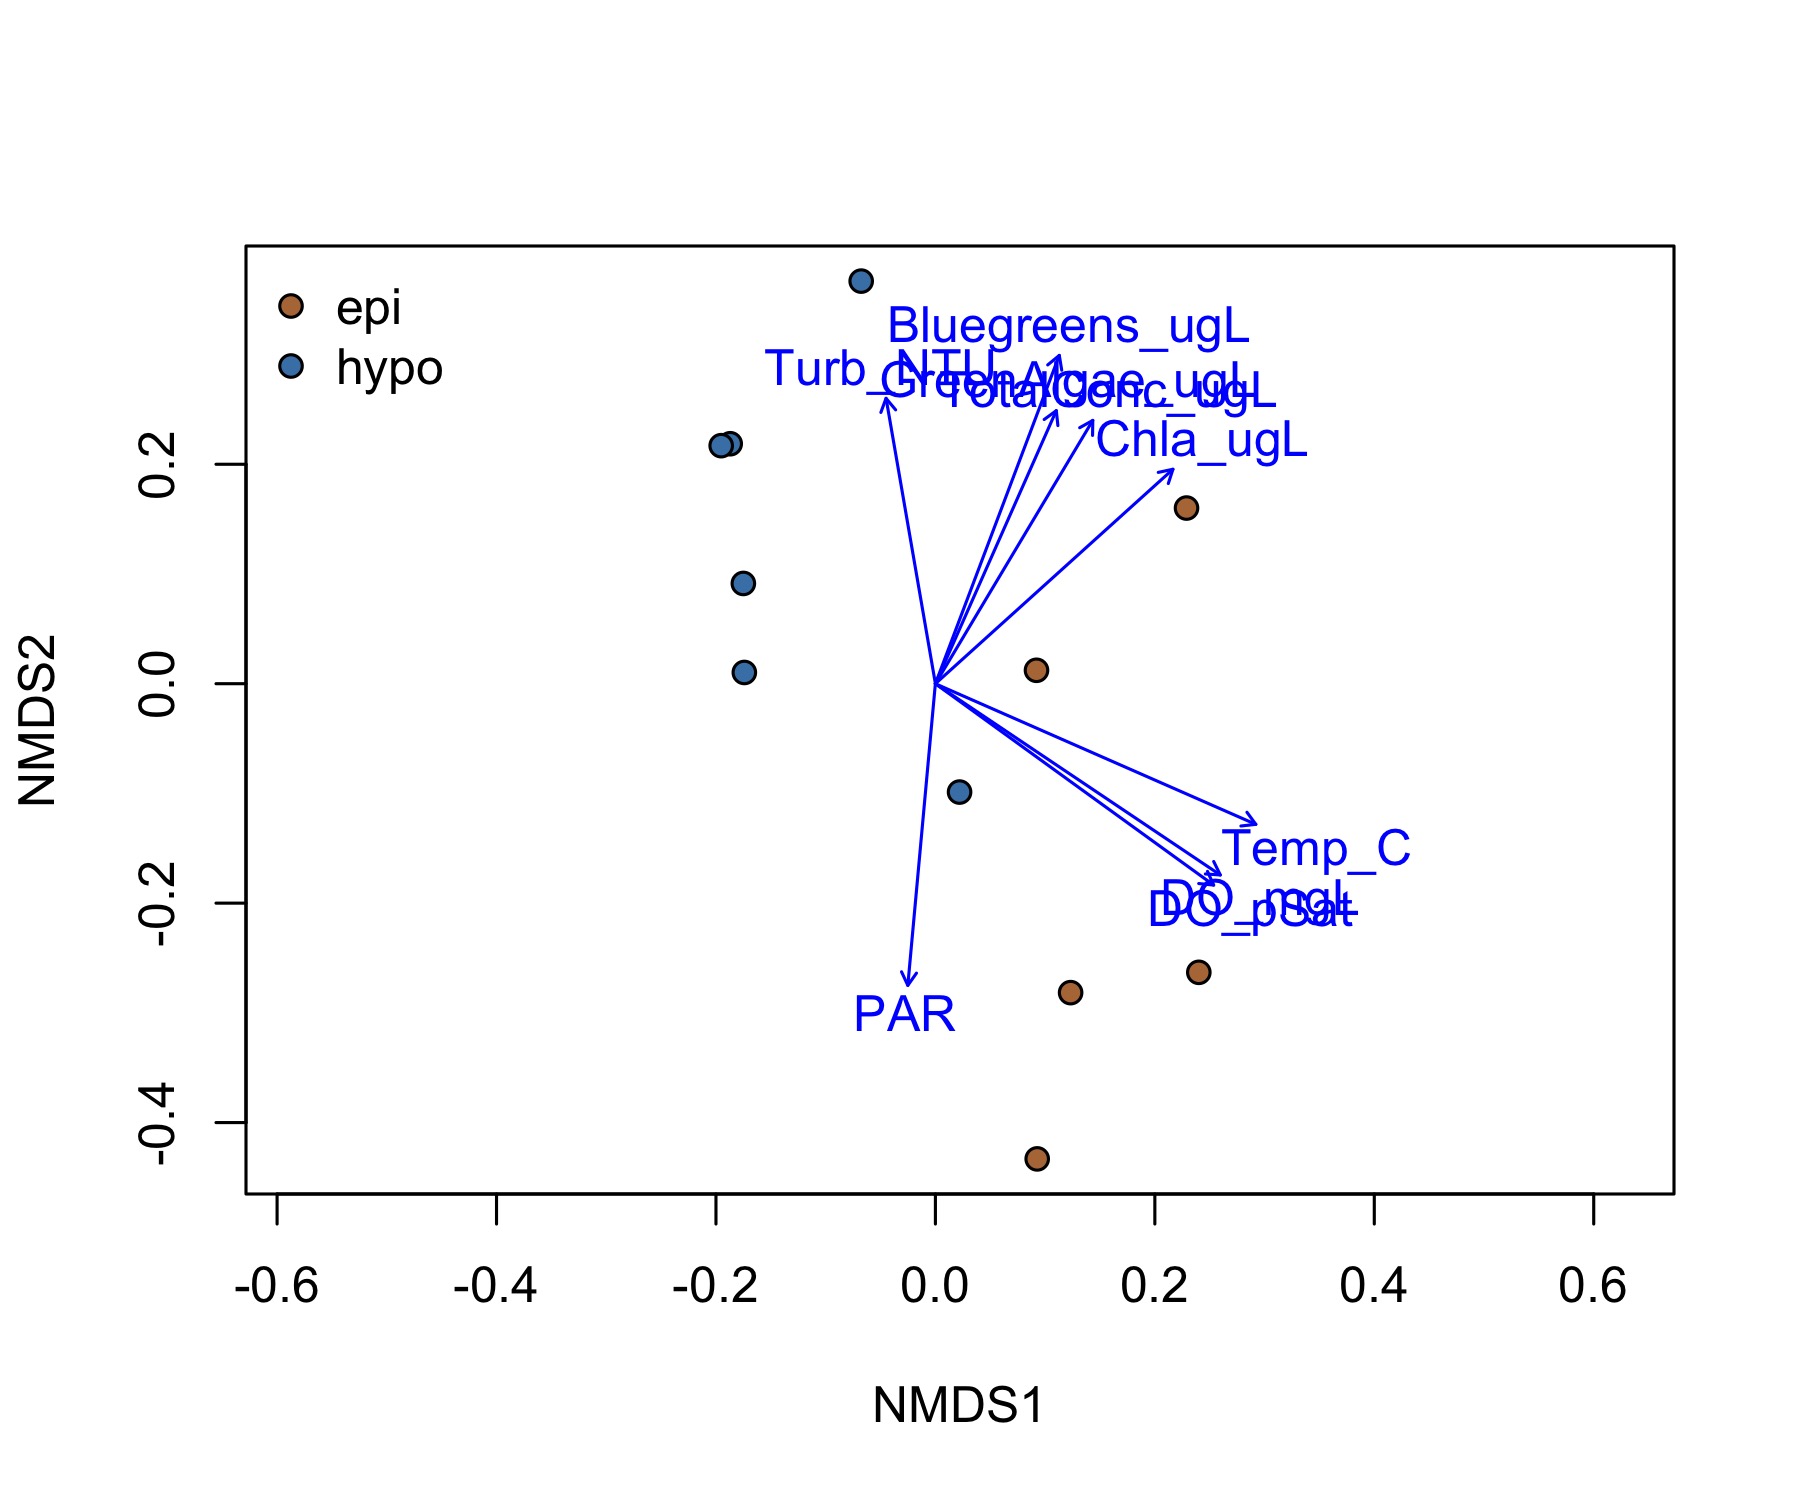 epi
hypo
Bluegreens_ugL
Turb_NTU
GreenAlgae_ugL
TotalConc_ugL
Chla_ugL
Temp_C
DO_mgL
DO_pSat
PAR
NMDS2
0.2
0.0
-0.2
-0.4
-0.6 -0.4 -0.2 0.0 0.2 0.4 0.6
NMDS1